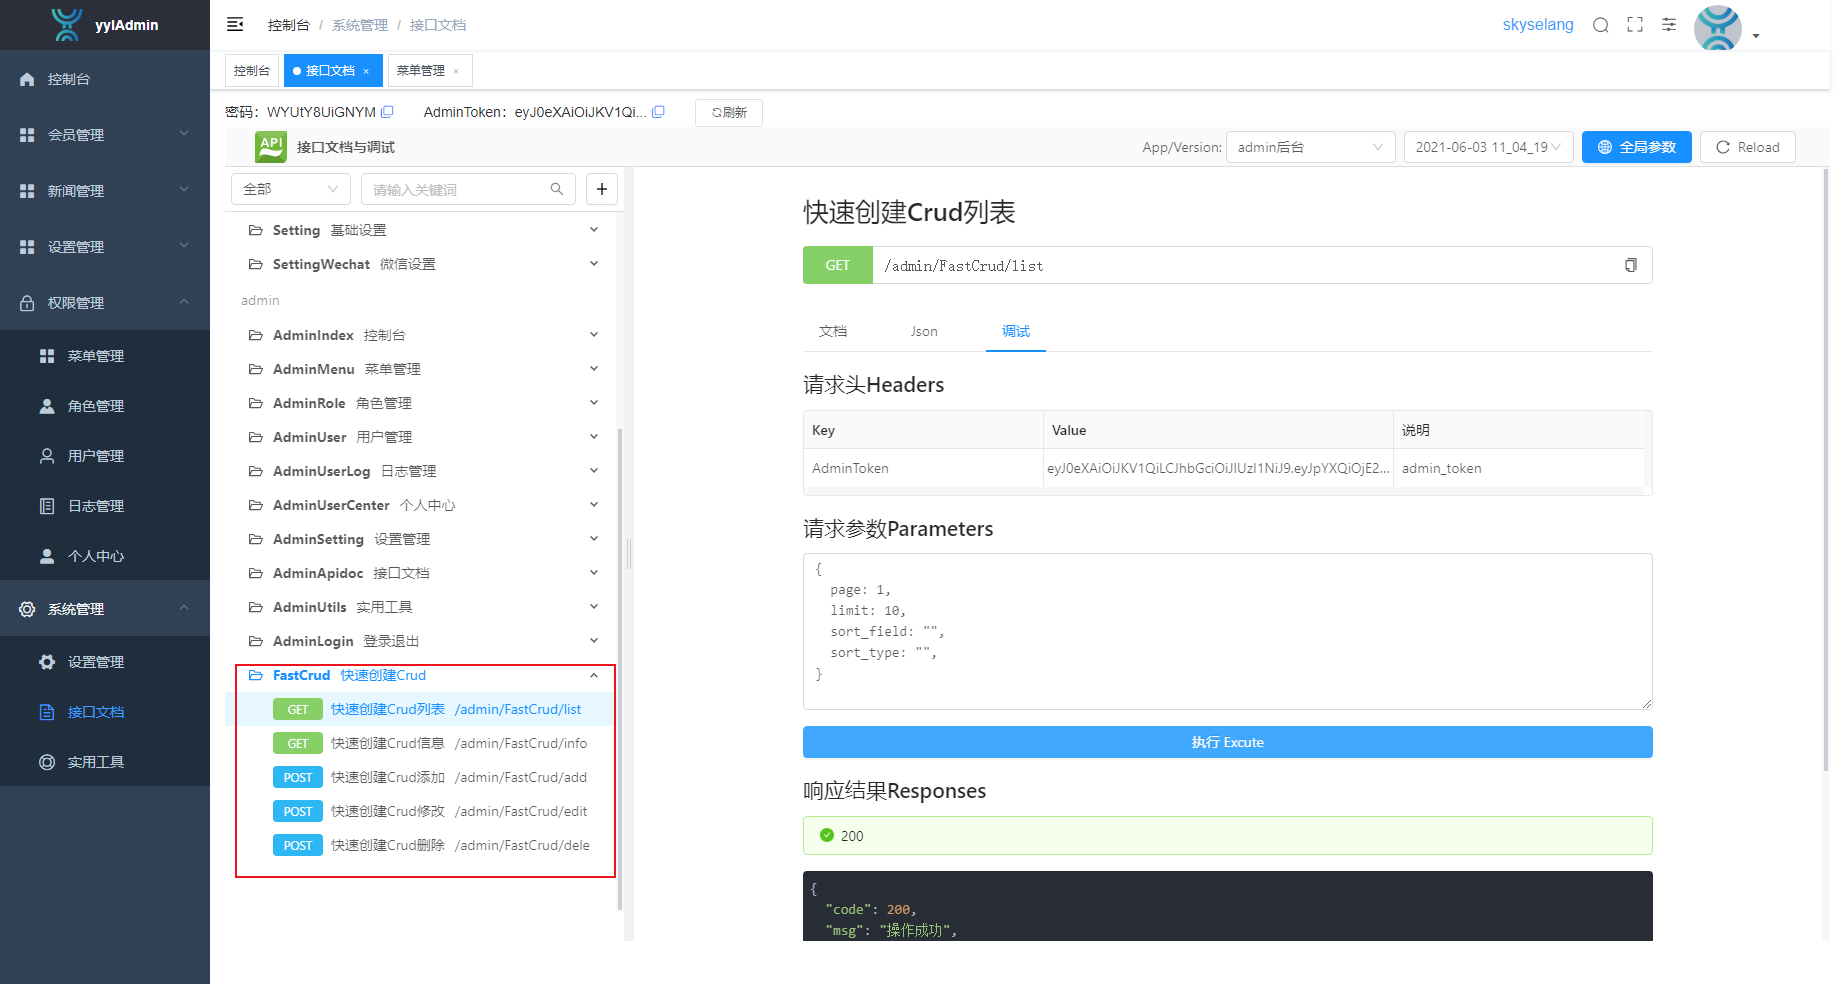 yylAdmin
控制台 / 系统管理 / 接口文档
skyselang
控制台
接口文档 ×
菜单管理 ×
密码：WYUtY8UiGNYM
AdminToken：eyJ0eXAiOiJKV1Qi...
刷新
控制台
会员管理
新闻管理
设置管理
权限管理
菜单管理
角色管理
用户管理
日志管理
个人中心
系统管理
设置管理
接口文档
实用工具
API 接口文档与调试
App/Version: admin后台
2021-06-03 11_04_19
全局参数
Reload
全部
请输入关键词
+
Setting 基础设置
SettingWechat 微信设置
admin
AdminIndex 控制台
AdminMenu 菜单管理
AdminRole 角色管理
AdminUser 用户管理
AdminUserLog 日志管理
AdminUserCenter 个人中心
AdminSetting 设置管理
AdminApidoc 接口文档
AdminUtils 实用工具
AdminLogin 登录退出
FastCrud 快速创建Crud
GET 快速创建Crud列表 /admin/FastCrud/list
GET 快速创建Crud信息 /admin/FastCrud/info
POST 快速创建Crud添加 /admin/FastCrud/add
POST 快速创建Crud修改 /admin/FastCrud/edit
POST 快速创建Crud删除 /admin/FastCrud/dele
快速创建Crud列表
GET /admin/FastCrud/list
文档 Json 调试
请求头Headers
Key Value 说明
AdminToken eyJ0eXAiOiJKV1QiLCJhbGciOiJIUzI1NiJ9.eyJpYXQiOjE2... admin_token
请求参数Parameters
{
page: 1,
limit: 10,
sort_field: "",
sort_type: "",
}
执行 Excute
响应结果Responses
200
{
"code": 200,
"msg": "操作成功",